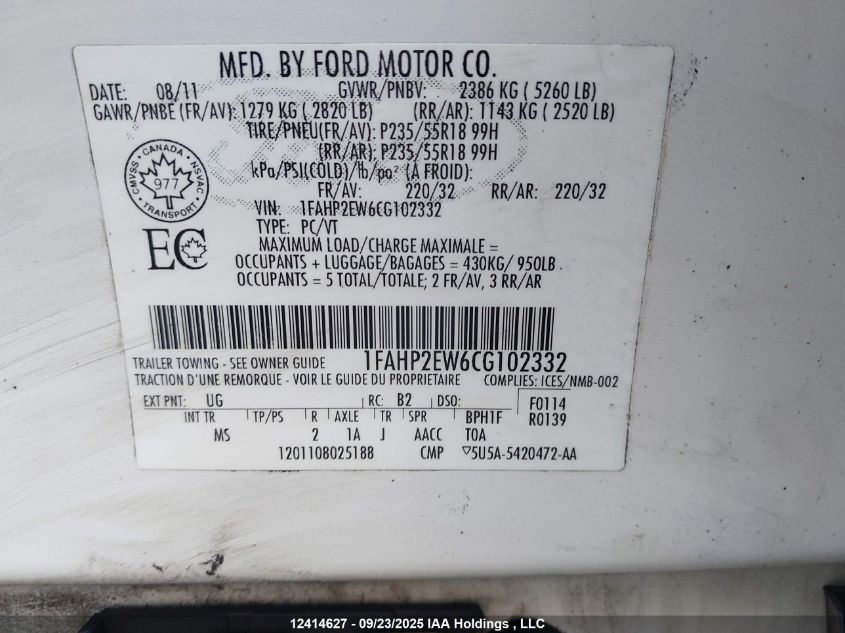 MFD. BY FORD MOTOR CO.
DATE: 08/11 GVWR/PNBV: 2386 KG ( 5260 LB)
GAWR/PNBE (FR/AV): 1279 KG ( 2820 LB) (RR/AR): 1143 KG ( 2520 LB)
TIRE/PNEU(FR/AV): P235/55R18 99H
(RR/AR): P235/55R18 99H
kPa/PSI(COLD)/lb/po² (À FROID):
FR/AV: 220/32 RR/AR: 220/32
CANADA
CMVSS 977 NSVAC
TRANSPORT
VIN: 1FAHP2EW6CG102332
TYPE: PC/VT
EC
MAXIMUM LOAD/CHARGE MAXIMALE =
OCCUPANTS + LUGGAGE/BAGAGES = 430KG/ 950LB
OCCUPANTS = 5 TOTAL/TOTALE; 2 FR/AV, 3 RR/AR
TRAILER TOWING - SEE OWNER GUIDE 1FAHP2EW6CG102332
TRACTION D'UNE REMORQUE - VOIR LE GUIDE DU PROPRIETAIRE COMPLIES: ICES/NMB-002
EXT PNT: UG RC: B2 DSO: F0114
INT TR TP/PS R AXLE TR SPR BPH1F R0139
MS 2 1A J AACC TOA
1201108025188 CMP ▽5U5A-5420472-AA
12414627 - 09/23/2025 IAA Holdings , LLC